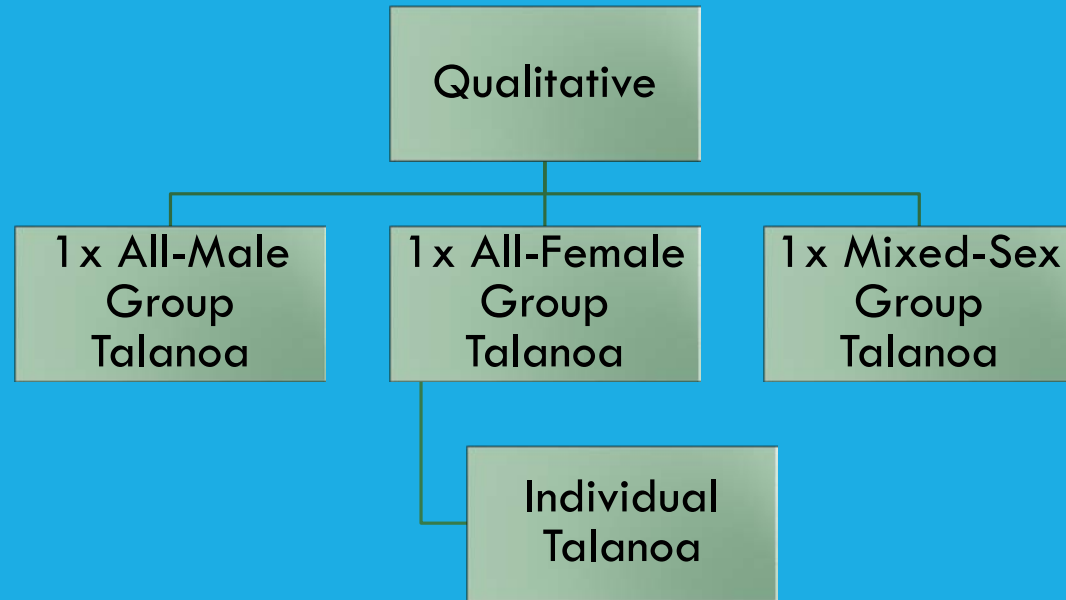 Qualitative
1x All-Male
Group
Talanoa
1x All-Female
Group
Talanoa
1x Mixed-Sex
Group
Talanoa
Individual
Talanoa